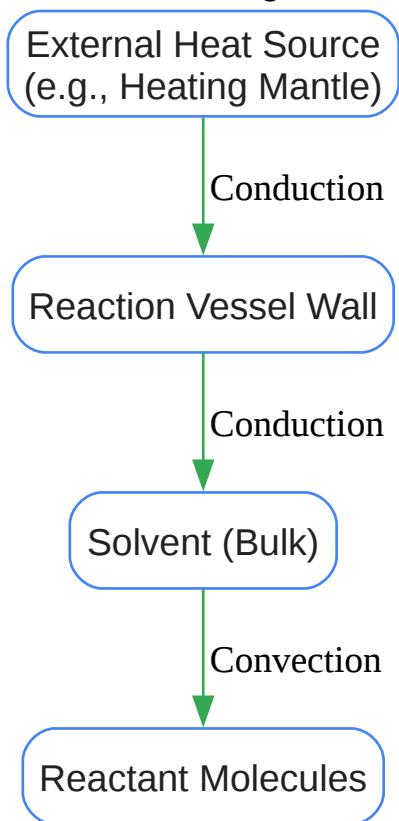 External Heat Source
(e.g., Heating Mantle)
Conduction
Reaction Vessel Wall
Conduction
Solvent (Bulk)
Convection
Reactant Molecules